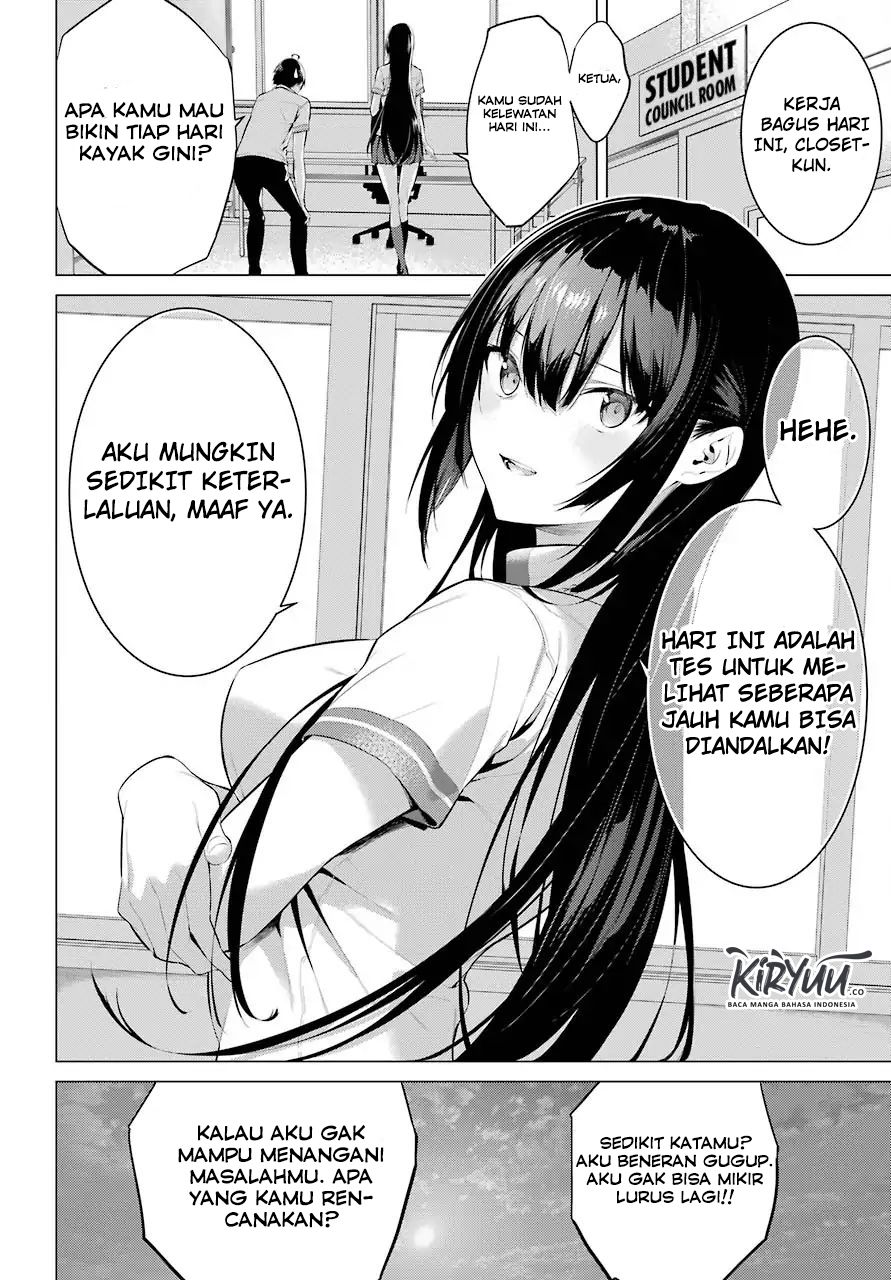 STUDENT
COUNCIL ROOM
KERJA
BAGUS HARI
INI, CLOSET-
KUN.
KETUA,
KAMU SUDAH
KELEWATAN
HARI INI...
APA KAMU MAU
BIKIN TIAP HARI
KAYAK GINI?
HEHE.
HARI INI ADALAH
TES UNTUK ME-
LIHAT SEBERAPA
JAUH KAMU BISA
DIANDALKAN!
AKU MUNGKIN
SEDIKIT KETER-
LALUAN, MAAF YA.
KIRYUU.CO
BACA MANGA BAHASA INDONESIA
SEDIKIT KATAMU?
AKU BENERAN GUGUP.
AKU GAK BISA MIKIR
LURUS LAGI!!
KALAU AKU GAK
MAMPU MENANGANI
MASALAHMU. APA
YANG KAMU REN-
CANAKAN?